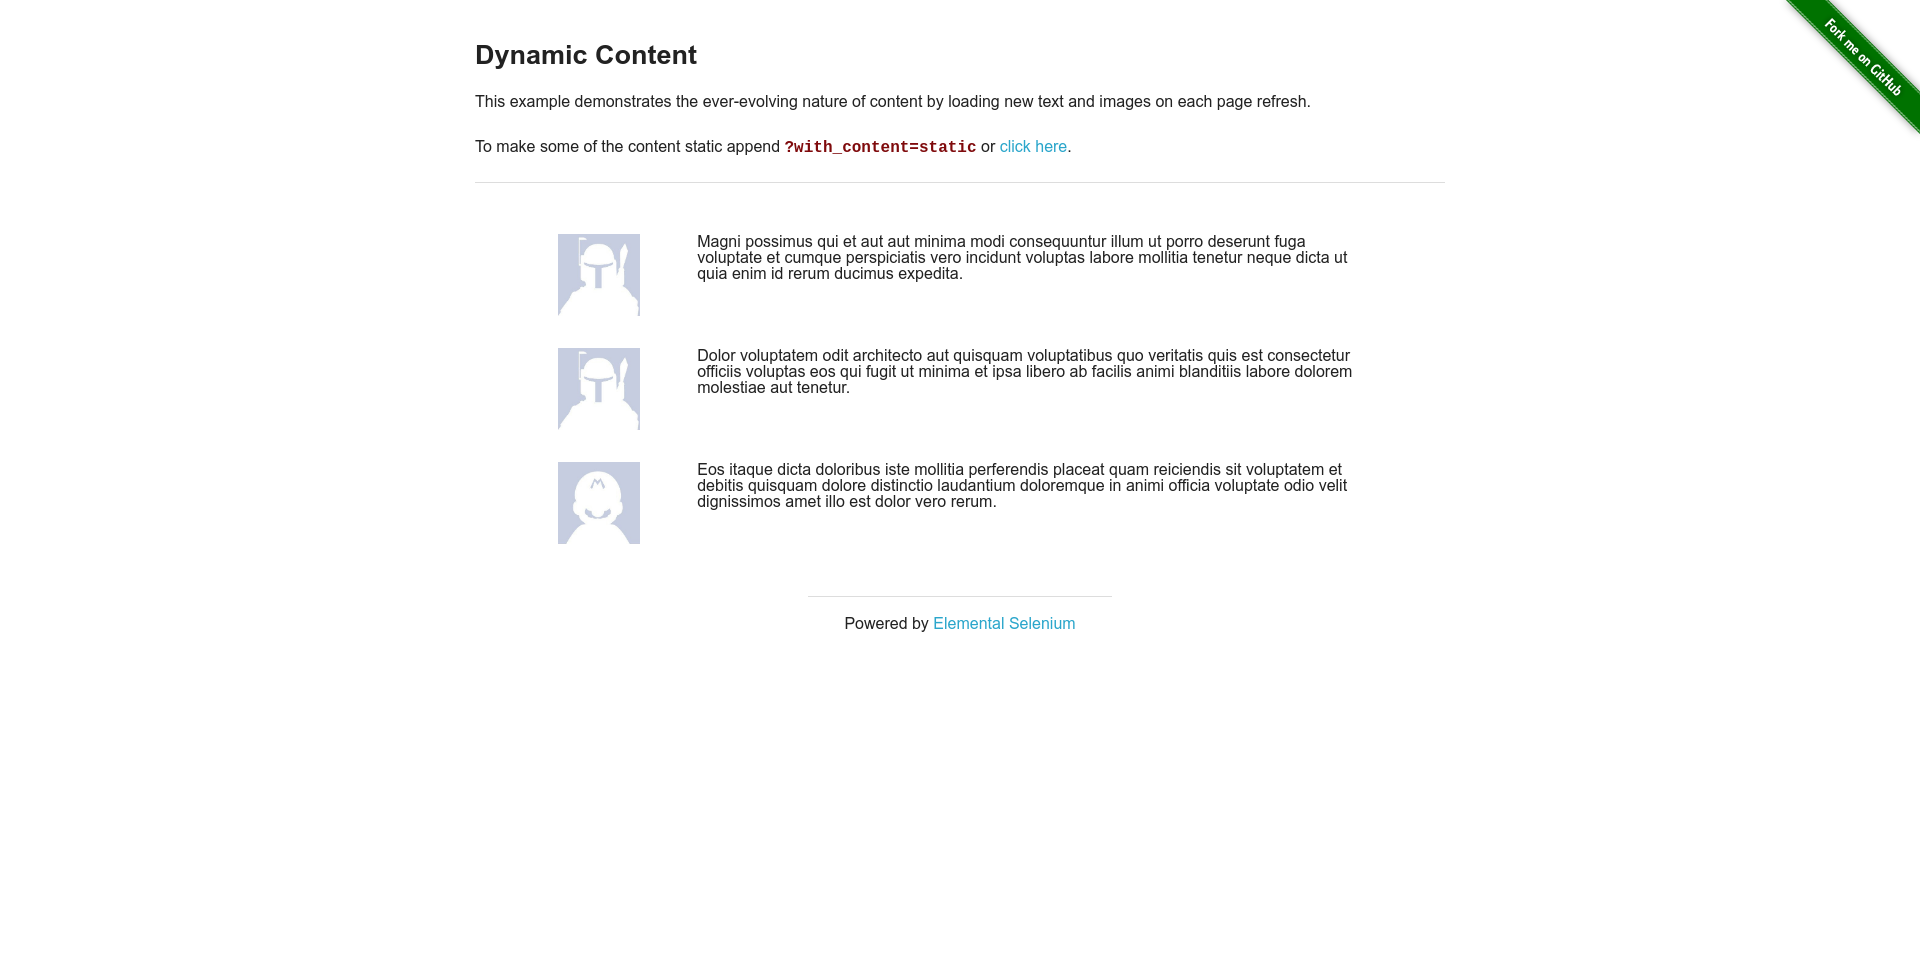 Fork me on GitHub
Dynamic Content
This example demonstrates the ever-evolving nature of content by loading new text and images on each page refresh.
To make some of the content static append ?with_content=static or click here.
Magni possimus qui et aut aut minima modi consequuntur illum ut porro deserunt fuga
voluptate et cumque perspiciatis vero incidunt voluptas labore mollitia tenetur neque dicta ut
quia enim id rerum ducimus expedita.
Dolor voluptatem odit architecto aut quisquam voluptatibus quo veritatis quis est consectetur
officiis voluptas eos qui fugit ut minima et ipsa libero ab facilis animi blanditiis labore dolorem
molestiae aut tenetur.
Eos itaque dicta doloribus iste mollitia perferendis placeat quam reiciendis sit voluptatem et
debitis quisquam dolore distinctio laudantium doloremque in animi officia voluptate odio velit
dignissimos amet illo est dolor vero rerum.
Powered by Elemental Selenium